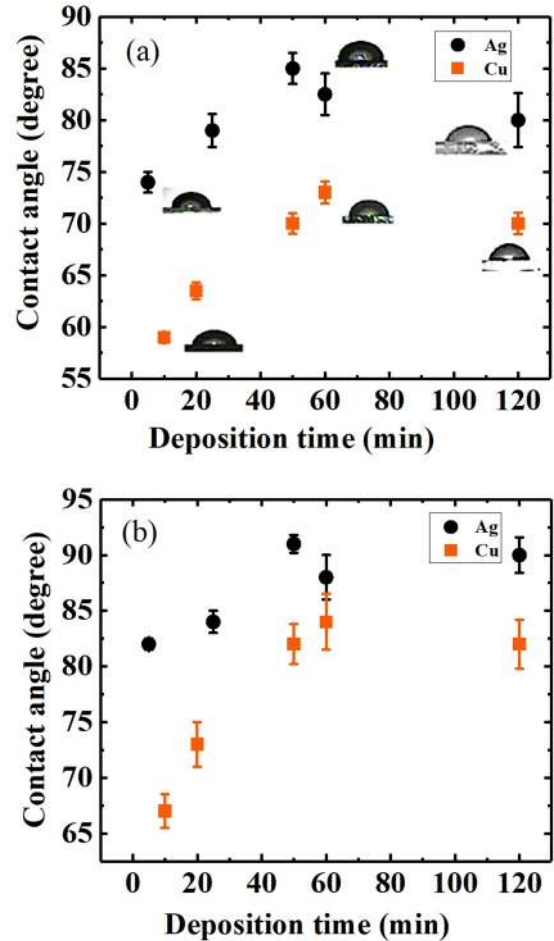 (a)
Ag
Cu
90
85
80
75
70
65
60
55
Contact angle (degree)
0 20 40 60 80 100 120
Deposition time (min)
(b)
Ag
Cu
95
90
85
80
75
70
65
Contact angle (degree)
0 20 40 60 80 100 120
Deposition time (min)